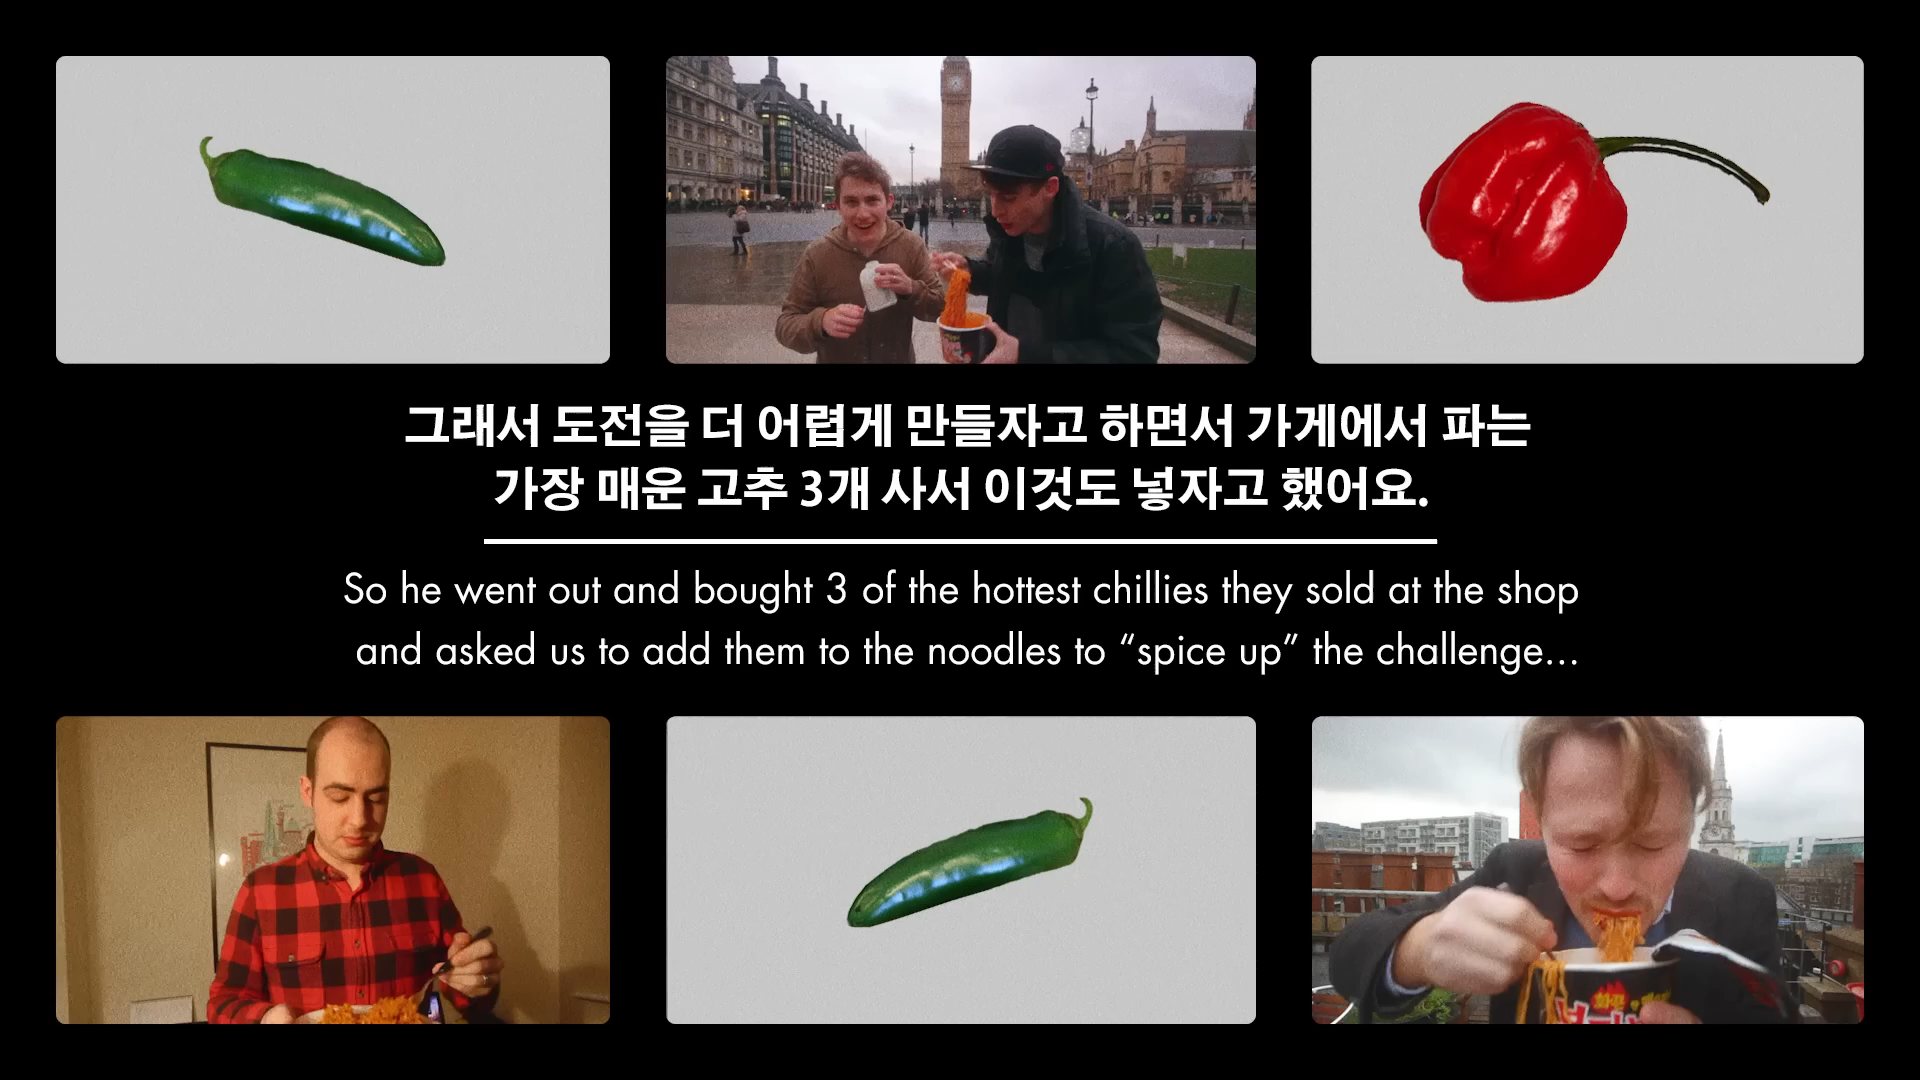 그래서 도전을 더 어렵게 만들자고 하면서 가게에서 파는
가장 매운 고추 3개 사서 이것도 넣자고 했어요.
So he went out and bought 3 of the hottest chillies they sold at the shop
and asked us to add them to the noodles to “spice up” the challenge...